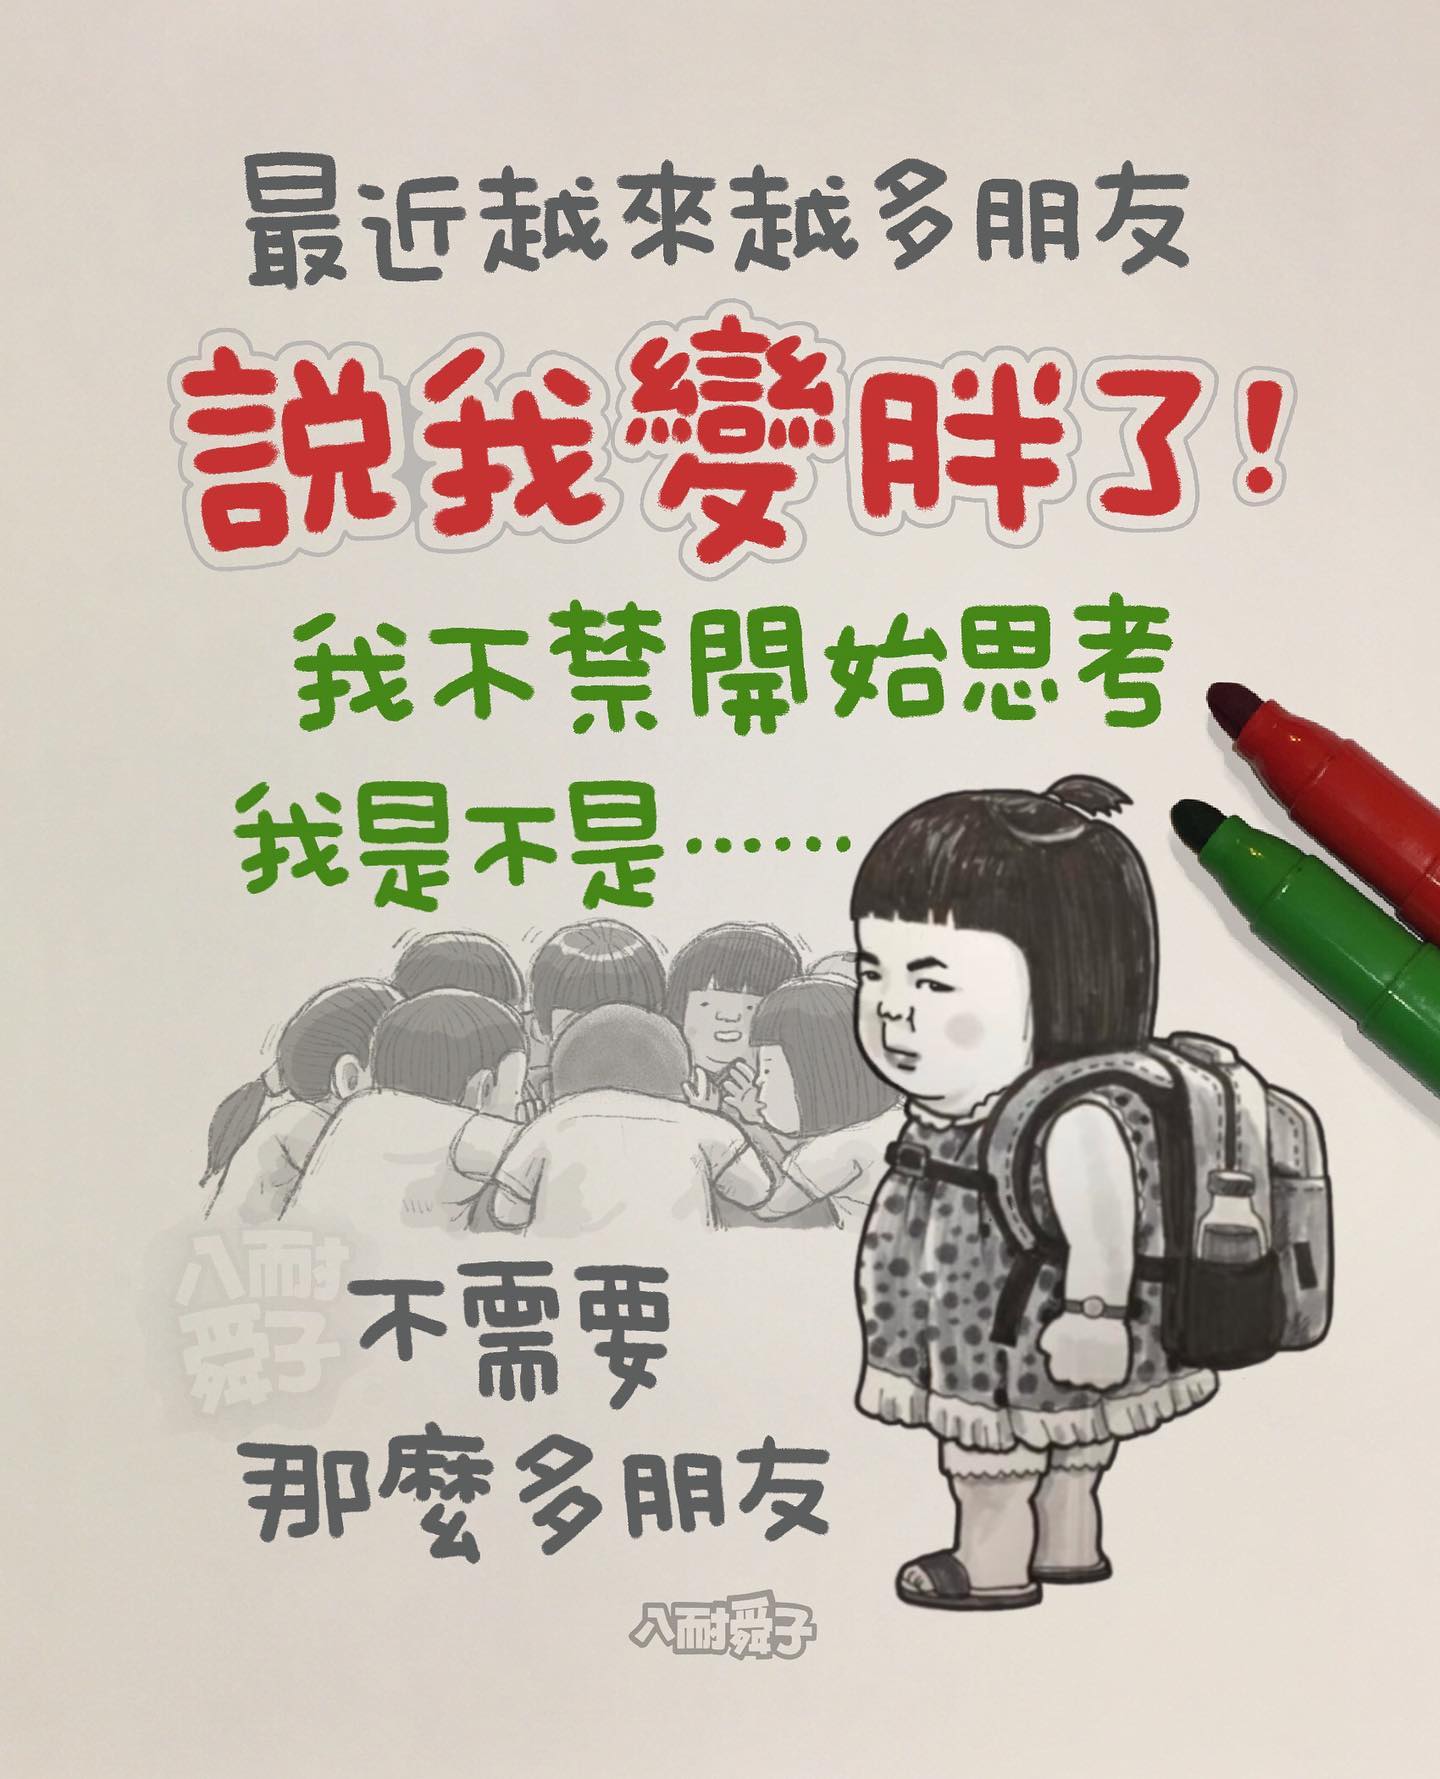 最近越來越多朋友
說我變胖了!
我不禁開始思考
我是不是……
八耐舜子
不需要
那麼多朋友
八耐舜子